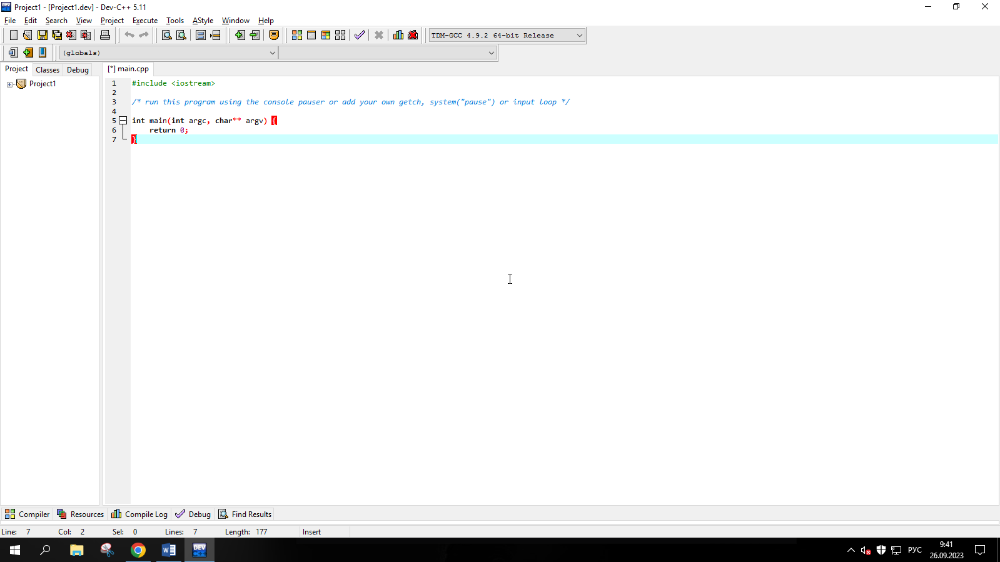 Project1 - [Project1.dev] - Dev-C++ 5.11
File Edit Search View Project Execute Tools AStyle Window Help
TDM-GCC 4.9.2 64-bit Release
(globals)
Project Classes Debug [*] main.cpp
Project1
1 #include <iostream>
2
3 /* run this program using the console pauser or add your own getch, system("pause") or input loop */
4
5 int main(int argc, char** argv) {
6 return 0;
7 }
Compiler Resources Compile Log Debug Find Results
Line: 7 Col: 2 Sel: 0 Lines: 7 Length: 177 Insert
DEV
РУС
9:41
26.09.2023